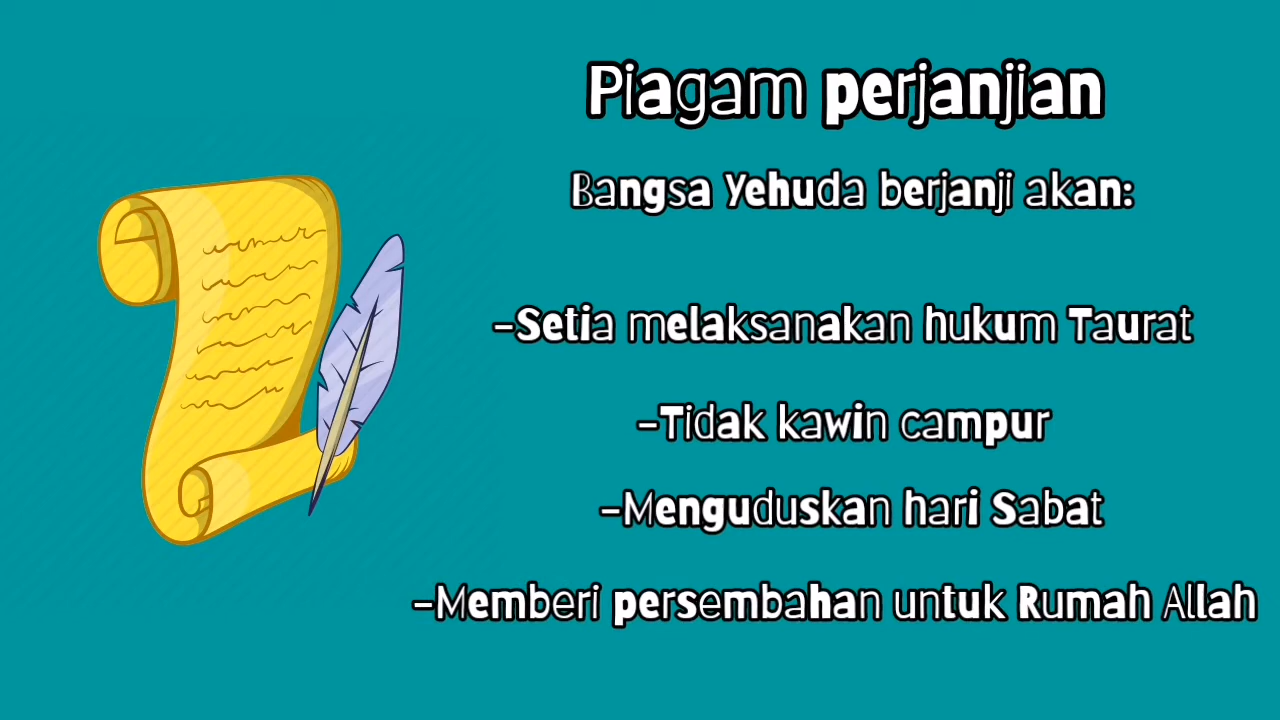 Piagam perjanjian
Bangsa Yehuda berjanji akan:
-Setia melaksanakan hukum Taurat
-Tidak kawin campur
-Menguduskan hari Sabat
-Memberi persembahan untuk Rumah Allah